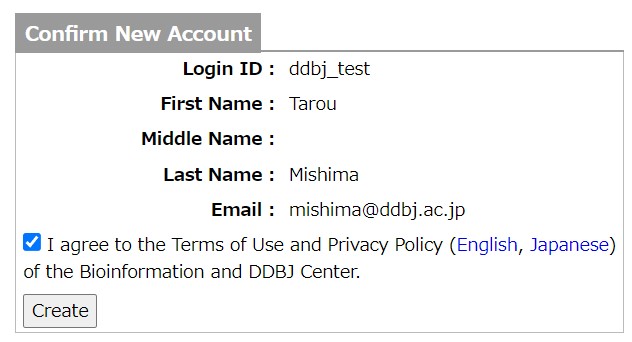 Confirm New Account
Login ID : ddbj_test
First Name : Tarou
Middle Name :
Last Name : Mishima
Email : mishima@ddbj.ac.jp
I agree to the Terms of Use and Privacy Policy (English, Japanese)
of the Bioinformation and DDBJ Center.
Create